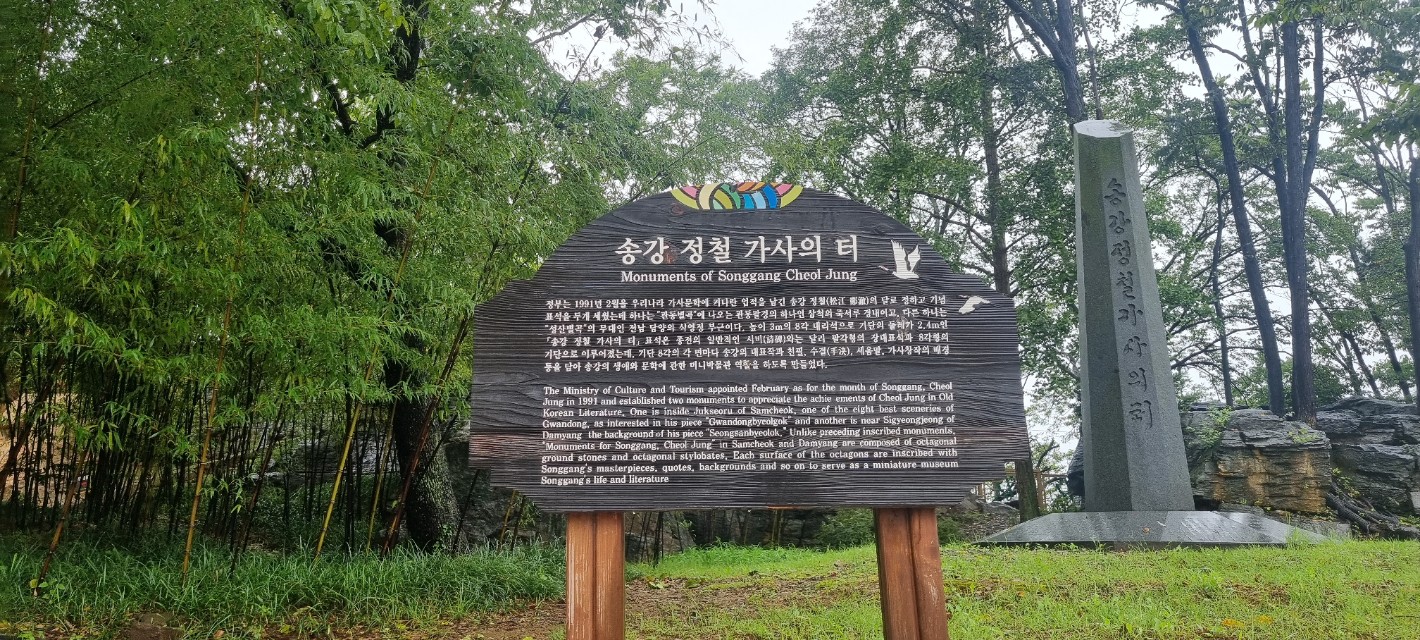 송강 정철 가사의 터
Monuments of Songgang Cheol Jung
정부는 1991년 2월을 우리나라 가사문학에 커다란 업적을 남긴 송강 정철(松江 鄭澈)의 달로 정하고 기념
표석을 두개 세웠는데 하나는 "관동별곡"에 나오는 관동팔경의 하나인 삼척의 죽서루 경내이고, 다른 하나는
"성산별곡"의 무대인 전남 담양의 식영정 부근이다. 높이 3m의 8각 대리석으로 기단의 둘레가 2.4m인
「송강 정철 가사의 터」 표석은 종전의 일반적인 시비(詩碑)와는 달리 팔각형의 장대표석과 8각형의
기단으로 이루어졌는데, 기단 8각의 각 면마다 송강의 대표작과 친필, 수결(手決), 세움말, 가사창작의 배경
등을 담아 송강의 생애와 문학에 관한 미니박물관 역할을 하도록 만들었다.
The Ministry of Culture and Tourism appointed February as for the month of Songgang, Cheol
Jung in 1991 and established two monuments to appreciate the achie ements of Cheol Jung in Old
Korean Literature. One is inside Jukseoru of Samcheok, one of the eight best sceneries of
Gwandong, as interested in his piece "Gwandongbyeolgok" and another is near Sigyeongjeong of
Damyang the background of his piece "Seongsanbyeolok," Unlike preceding inscribed monuments,
"Monuments for Songgang, Cheol Jung" in Samcheok and Damyang are composed of octagonal
ground stones and octagonal stylobates, Each surface of the octagons are inscribed with
Songgang's masterpieces, quotes, backgrounds and so on to serve as a miniature museum
Songgang's life and literature
송강정철가사의터